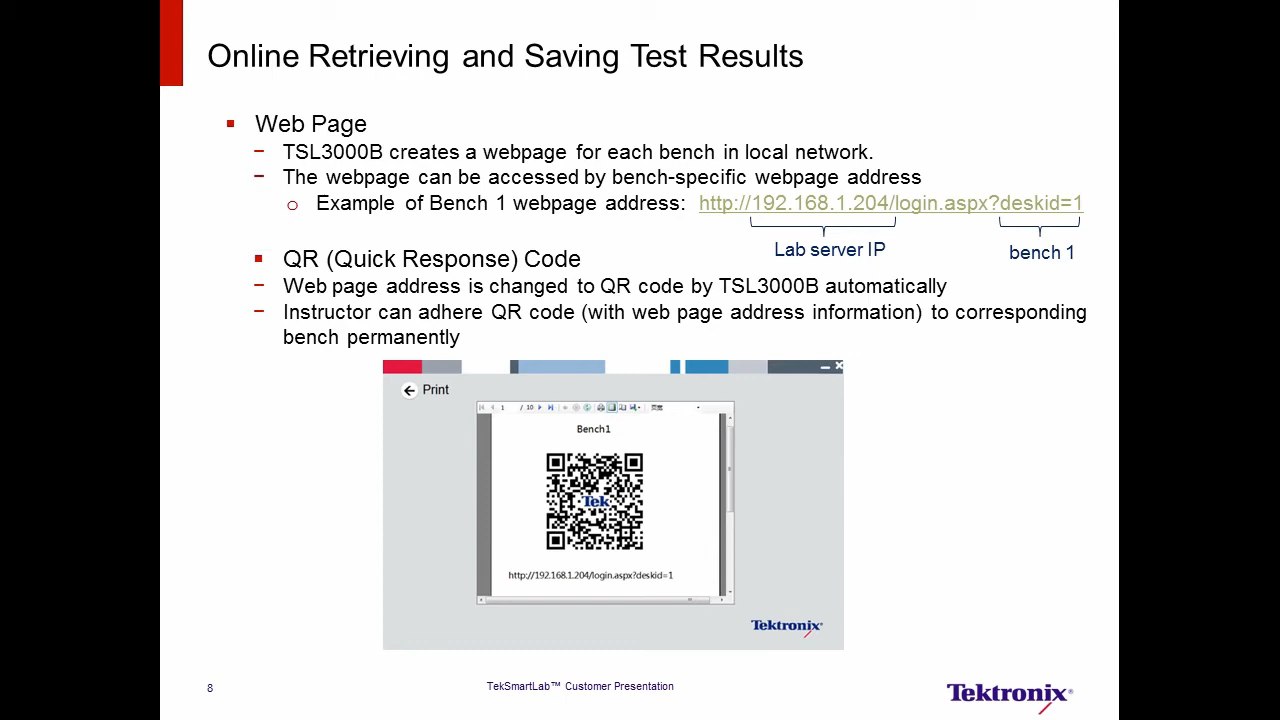 Online Retrieving and Saving Test Results
Web Page
TSL3000B creates a webpage for each bench in local network.
The webpage can be accessed by bench-specific webpage address
Example of Bench 1 webpage address: http://192.168.1.204/login.aspx?deskid=1
Lab server IP
bench 1
QR (Quick Response) Code
Web page address is changed to QR code by TSL3000B automatically
Instructor can adhere QR code (with web page address information) to corresponding
bench permanently
Print
1 / 10
页宽
Bench1
Tek
http://192.168.1.204/login.aspx?deskid=1
Tektronix®
8
TekSmartLab™ Customer Presentation
Tektronix®